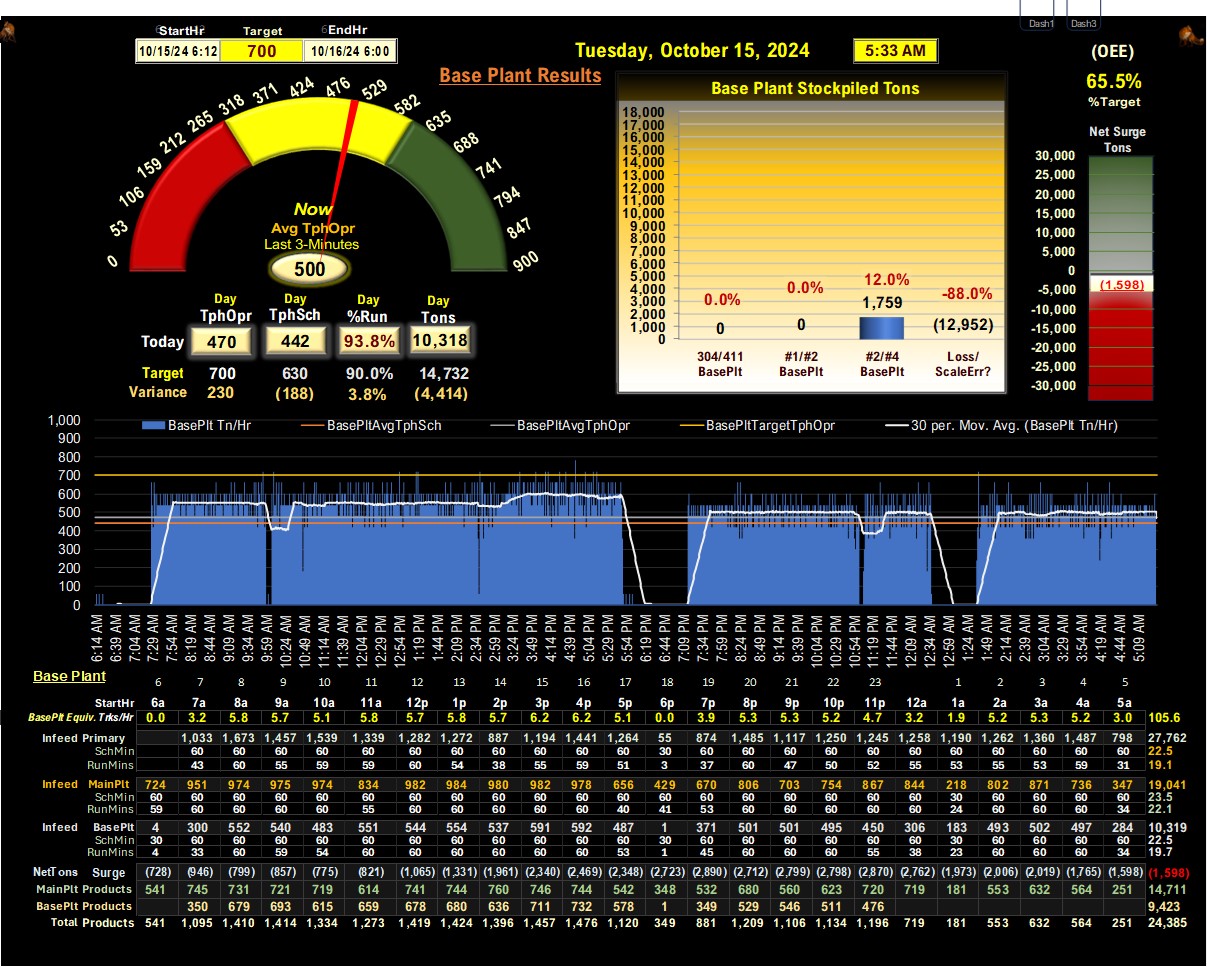 Dash1 Dash3
StartHr Target EndHr
10/15/24 6:12 700 10/16/24 6:00
Tuesday, October 15, 2024 5:33 AM
(OEE)
65.5%
%Target
Base Plant Results
0 53 106 159 212 265 318 371 424 476 529 582 635 688 741 794 847 900
Now
Avg TphOpr
Last 3-Minutes
500
Day Day Day Day
TphOpr TphSch %Run Tons
Today 470 442 93.8% 10,318
Target 700 630 90.0% 14,732
Variance 230 (188) 3.8% (4,414)
Base Plant Stockpiled Tons
18,000
17,000
16,000
15,000
14,000
13,000
12,000
11,000
10,000
9,000
8,000
7,000
6,000
5,000
4,000
3,000
2,000
1,000
0
0.0% 0.0% 12.0% -88.0%
0 0 1,759 (12,952)
304/411 #1/#2 #2/#4 Loss/
BasePlt BasePlt BasePlt ScaleErr?
Net Surge
Tons
30,000
25,000
20,000
15,000
10,000
5,000
0
-5,000
-10,000
-15,000
-20,000
-25,000
-30,000
(1,598)
BasePlt Tn/Hr BasePltAvgTphSch BasePltAvgTphOpr BasePltTargetTphOpr 30 per. Mov. Avg. (BasePlt Tn/Hr)
1,000
900
800
700
600
500
400
300
200
100
0
6:14 AM 6:39 AM 7:04 AM 7:29 AM 7:54 AM 8:19 AM 8:44 AM 9:09 AM 9:34 AM 9:59 AM 10:24 AM 10:49 AM 11:14 AM 11:39 AM 12:04 PM 12:29 PM 12:54 PM 1:19 PM 1:44 PM 2:09 PM 2:34 PM 2:59 PM 3:24 PM 3:49 PM 4:14 PM 4:39 PM 5:04 PM 5:29 PM 5:54 PM 6:19 PM 6:44 PM 7:09 PM 7:34 PM 7:59 PM 8:24 PM 8:49 PM 9:14 PM 9:39 PM 10:04 PM 10:29 PM 10:54 PM 11:19 PM 11:44 PM 12:09 AM 12:34 AM 12:59 AM 1:24 AM 1:49 AM 2:14 AM 2:39 AM 3:04 AM 3:29 AM 3:54 AM 4:19 AM 4:44 AM 5:09 AM
Base Plant
6 7 8 9 10 11 12 13 14 15 16 17 18 19 20 21 22 23 1 2 3 4 5
StartHr 6a 7a 8a 9a 10a 11a 12p 1p 2p 3p 4p 5p 6p 7p 8p 9p 10p 11p 12a 1a 2a 3a 4a 5a
BasePlt Equiv. Trks/Hr 0.0 3.2 5.8 5.7 5.1 5.8 5.7 5.8 5.7 6.2 6.2 5.1 0.0 3.9 5.3 5.3 5.2 4.7 3.2 1.9 5.2 5.3 5.2 3.0 105.6
Infeed Primary 1,033 1,673 1,457 1,539 1,339 1,282 1,272 887 1,194 1,441 1,264 55 874 1,485 1,117 1,250 1,245 1,258 1,190 1,262 1,360 1,487 798 27,762
SchMin 60 60 60 60 60 60 60 60 60 60 60 30 60 60 60 60 60 60 60 60 60 60 60 22.5
RunMins 43 60 55 59 59 60 54 38 55 59 51 3 37 60 47 50 52 55 53 55 53 59 31 19.1
Infeed MainPlt 724 951 974 975 974 834 982 984 980 982 978 656 429 670 806 703 754 867 844 218 802 871 736 347 19,041
SchMin 60 60 60 60 60 60 60 60 60 60 60 60 60 60 60 60 60 60 60 30 60 60 60 60 23.5
RunMins 59 60 60 60 60 55 60 60 60 60 60 40 41 53 60 60 60 60 60 24 60 60 60 34 22.1
Infeed BasePlt 4 300 552 540 483 551 544 554 537 591 592 487 1 371 501 501 495 450 306 183 493 502 497 284 10,319
SchMin 30 60 60 60 60 60 60 60 60 60 60 60 30 60 60 60 60 60 60 30 60 60 60 60 22.5
RunMins 4 33 60 59 54 60 60 60 60 60 60 53 1 45 60 60 60 55 38 23 60 60 60 34 19.7
NetTons Surge (728) (946) (799) (857) (775) (821) (1,065) (1,331) (1,961) (2,340) (2,469) (2,348) (2,723) (2,890) (2,712) (2,799) (2,798) (2,870) (2,762) (1,973) (2,006) (2,019) (1,765) (1,598) (1,598)
MainPlt Products 541 745 731 721 719 614 741 744 760 746 744 542 348 532 680 560 623 720 719 181 553 632 564 251 14,711
BasePlt Products 350 679 693 615 659 678 680 636 711 732 578 1 349 529 546 511 476 9,423
Total Products 541 1,095 1,410 1,414 1,334 1,273 1,419 1,424 1,396 1,457 1,476 1,120 349 881 1,209 1,106 1,134 1,196 719 181 553 632 564 251 24,385